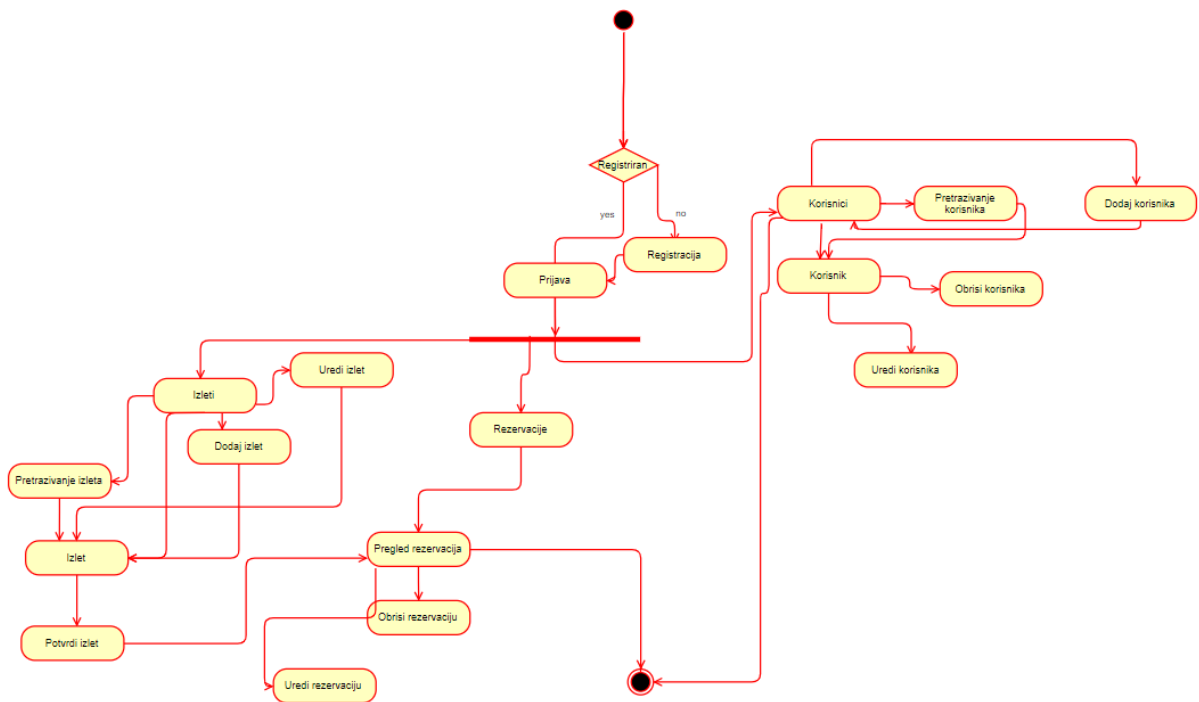 Registriran
yes
no
Korisnici
Pretrazivanje
korisnika
Dodaj korisnika
Registracija
Prijava
Korisnik
Obrisi korisnika
Uredi korisnika
Uredi izlet
Izleti
Dodaj izlet
Rezervacije
Pretrazivanje izleta
Izlet
Pregled rezervacija
Obrisi rezervaciju
Potvrdi izlet
Uredi rezervaciju